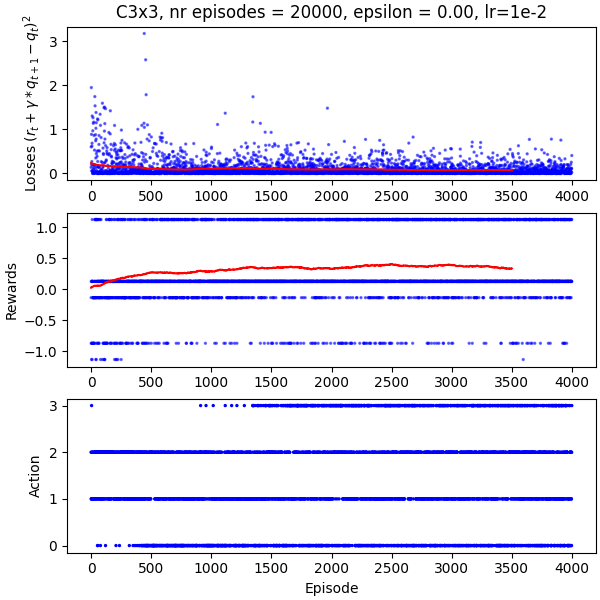 C3x3, nr episodes = 20000, epsilon = 0.00, lr=1e-2
Losses (r_t + γ * q_{t+1} − q_t)^2
3
2
1
0
0 500 1000 1500 2000 2500 3000 3500 4000
Rewards
1.0
0.5
0.0
−0.5
−1.0
0 500 1000 1500 2000 2500 3000 3500 4000
Action
3
2
1
0
0 500 1000 1500 2000 2500 3000 3500 4000
Episode